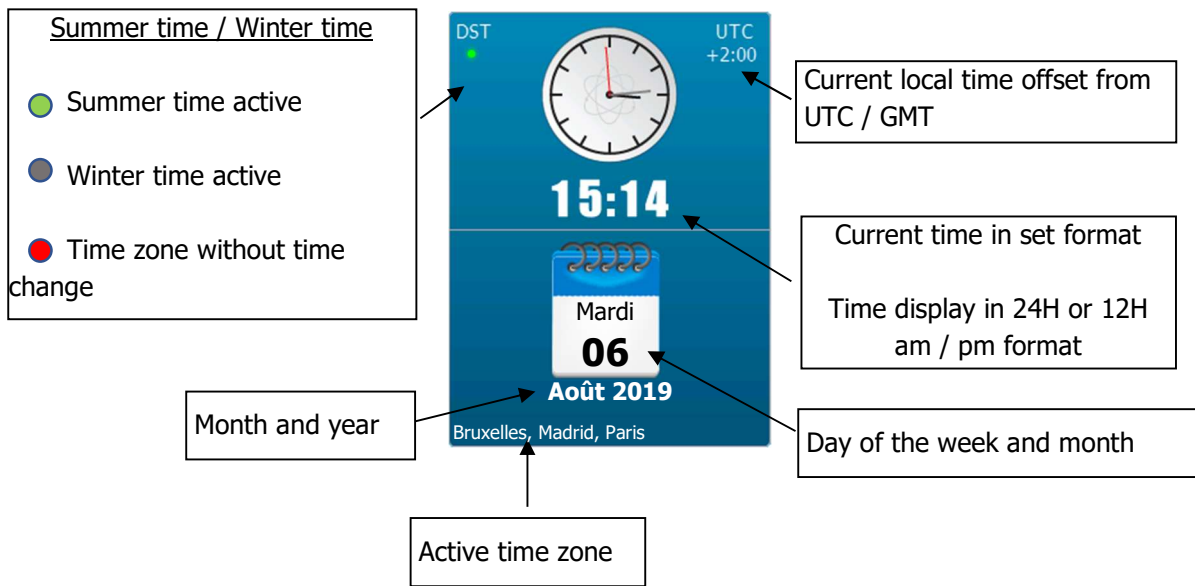 Summer time / Winter time
Summer time active
Winter time active
Time zone without time
change
DST
UTC
+2:00
15:14
Mardi
06
Août 2019
Bruxelles, Madrid, Paris
Current local time offset from
UTC / GMT
Current time in set format
Time display in 24H or 12H
am / pm format
Month and year
Day of the week and month
Active time zone